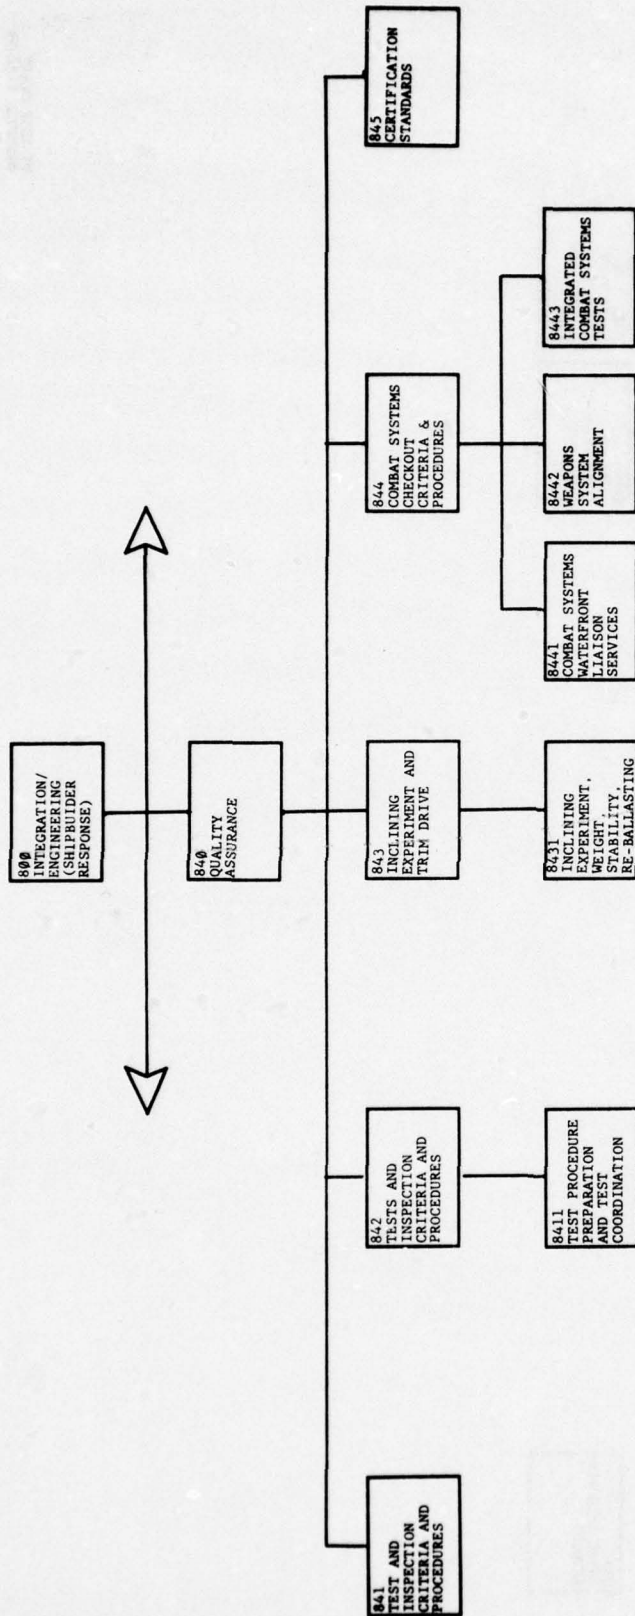 800
INTEGRATION/
ENGINEERING
(SHIPBUIDER
RESPONSE)
840
QUALITY
ASSURANCE
841
TEST AND
INSPECTION
CRITERIA AND
PROCEDURES
842
TESTS AND
INSPECTION
CRITERIA AND
PROCEDURES
843
INCLINING
EXPERIMENT AND
TRIM DRIVE
844
COMBAT SYSTEMS
CHECKOUT
CRITERIA &
PROCEDURES
845
CERTIFICATION
STANDARDS
8411
TEST PROCEDURE
PREPARATION
AND TEST
COORDINATION
8431
INCLINING
EXPERIMENT,
WEIGHT,
STABILITY,
RE-BALLASTING
8441
COMBAT SYSTEMS
WATERFRONT
LIAISON
SERVICES
8442
WEAPONS
SYSTEM
ALIGNMENT
8443
INTEGRATED
COMBAT SYSTEMS
TESTS